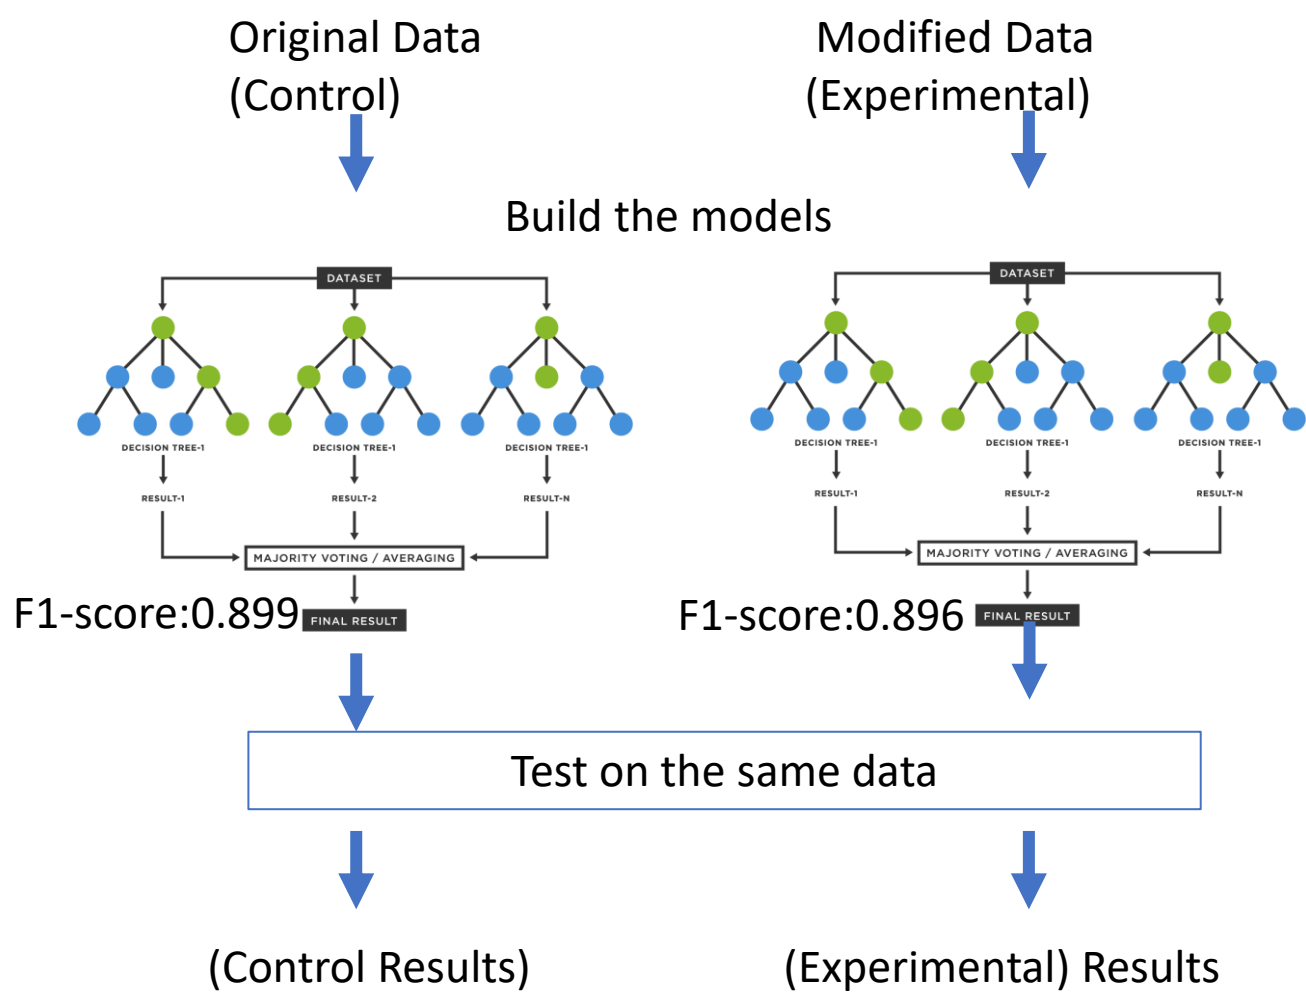 Original Data
(Control)
Modified Data
(Experimental)
Build the models
DATASET
DECISION TREE-1
DECISION TREE-1
DECISION TREE-1
RESULT-1
RESULT-2
RESULT-N
MAJORITY VOTING / AVERAGING
F1-score:0.899
FINAL RESULT
DATASET
DECISION TREE-1
DECISION TREE-1
DECISION TREE-1
RESULT-1
RESULT-2
RESULT-N
MAJORITY VOTING / AVERAGING
F1-score:0.896
FINAL RESULT
Test on the same data
(Control Results)
(Experimental) Results